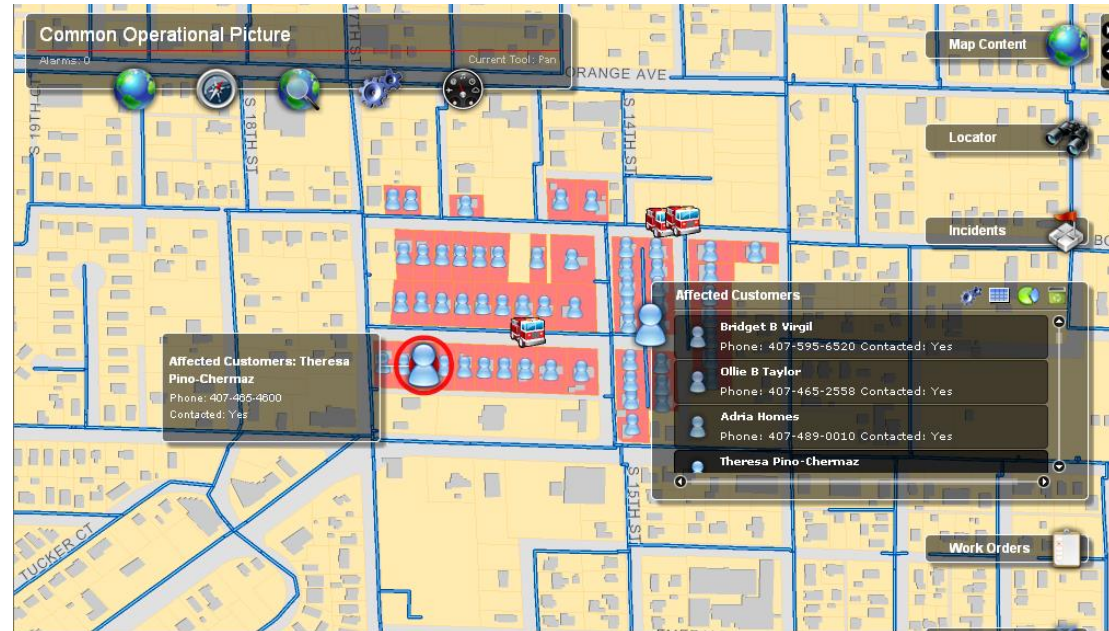 Common Operational Picture
Alarms: 0
Current Tool: Pan
17TH ST
ORANGE AVE
S 19TH CT
S 18TH ST
S 14TH ST
Map Content
Locator
Incidents
Affected Customers
Bridget B Virgil
Phone: 407-595-6520 Contacted: Yes
Ollie B Taylor
Phone: 407-465-2558 Contacted: Yes
Adria Homes
Phone: 407-489-0010 Contacted: Yes
Theresa Pino-Chermaz
Affected Customers: Theresa
Pino-Chermaz
Phone: 407-465-4600
Contacted: Yes
S 15TH ST
TUCKER CT
Work Orders